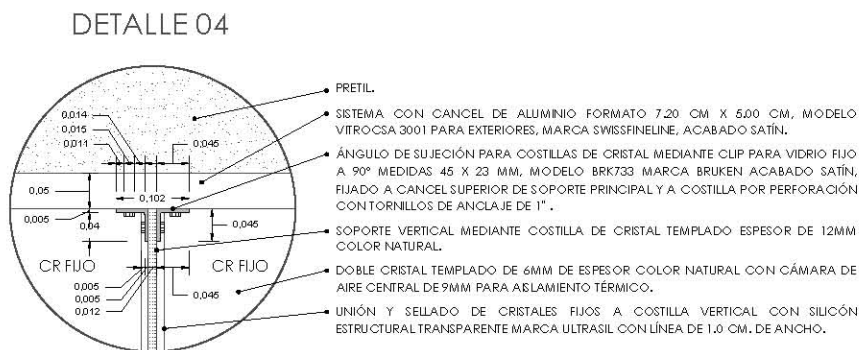 DETALLE 04
0,014
0,015
0,011
0,045
0,05
0,102
0,005
0,04
0,045
CR FIJO
CR FIJO
0,005
0,005
0,012
0,045
PRETIL.
SISTEMA CON CANCEL DE ALUMINIO FORMATO 7.20 CM X 5.00 CM, MODELO
VITROCSA 3001 PARA EXTERIORES, MARCA SWISSFINELINE, ACABADO SATÍN.
ÁNGULO DE SUJECIÓN PARA COSTILLAS DE CRISTAL MEDIANTE CLIP PARA VIDRIO FIJO
A 90° MEDIDAS 45 X 23 MM, MODELO BRK733 MARCA BRUKEN ACABADO SATÍN,
FIJADO A CANCEL SUPERIOR DE SOPORTE PRINCIPAL Y A COSTILLA POR PERFORACIÓN
CON TORNILLOS DE ANCLAJE DE 1" .
SOPORTE VERTICAL MEDIANTE COSTILLA DE CRISTAL TEMPLADO ESPESOR DE 12MM
COLOR NATURAL.
DOBLE CRISTAL TEMPLADO DE 6MM DE ESPESOR COLOR NATURAL CON CÁMARA DE
AIRE CENTRAL DE 9MM PARA AISLAMIENTO TÉRMICO.
UNIÓN Y SELLADO DE CRISTALES FIJOS A COSTILLA VERTICAL CON SILICÓN
ESTRUCTURAL TRANSPARENTE MARCA ULTRASIL CON LÍNEA DE 1.0 CM. DE ANCHO.